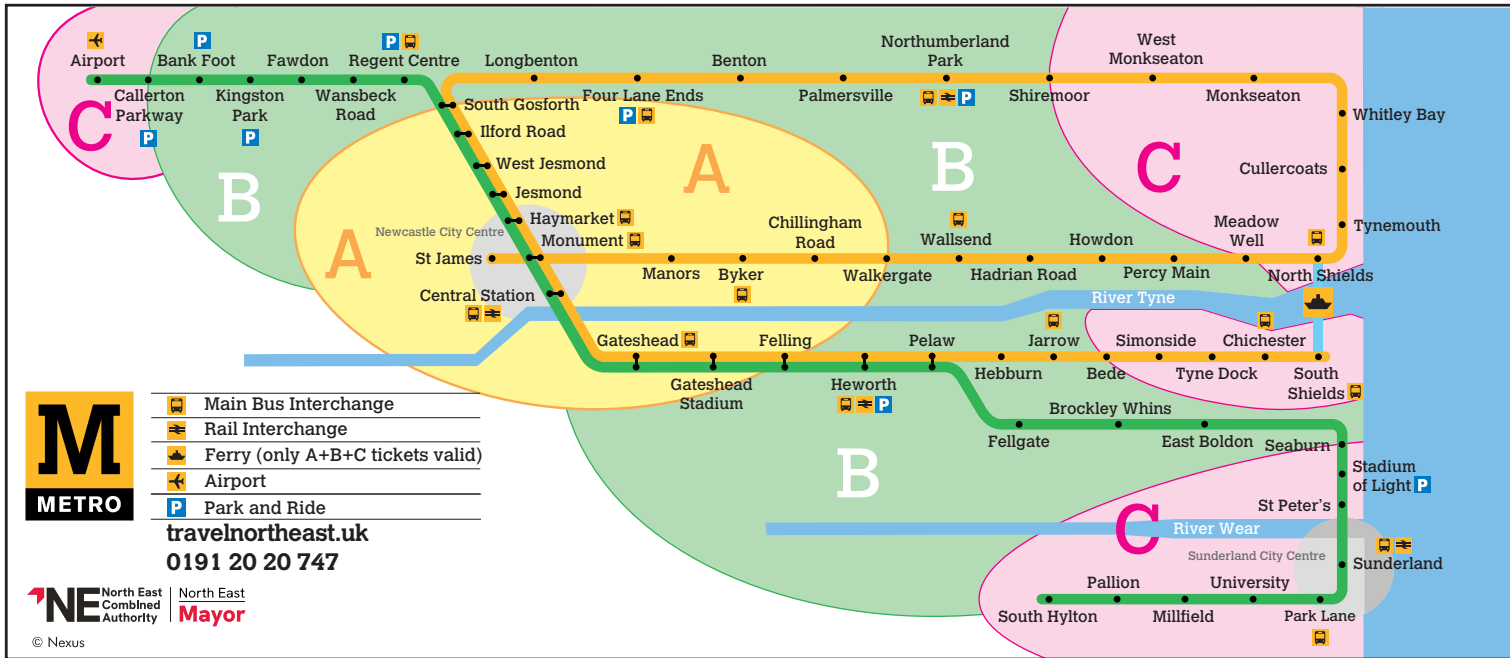 Airport
Callerton
Parkway
P
Bank Foot
P
Kingston
Park
P
Fawdon
Wansbeck
Road
Regent Centre
P
Longbenton
Four Lane Ends
P
Benton
Palmersville
Northumberland
Park
P
Shiremoor
West
Monkseaton
Monkseaton
Whitley Bay
Cullercoats
Tynemouth
South Gosforth
Ilford Road
West Jesmond
Jesmond
Haymarket
Newcastle City Centre
Monument
St James
Central Station
Manors
Byker
Chillingham
Road
Walkergate
Wallsend
Hadrian Road
Howdon
Percy Main
Meadow
Well
North Shields
River Tyne
Gateshead
Gateshead
Stadium
Felling
Heworth
P
Pelaw
Hebburn
Jarrow
Bede
Simonside
Tyne Dock
Chichester
South
Shields
Fellgate
Brockley Whins
East Boldon
Seaburn
Stadium
of Light P
St Peter's
River Wear
Sunderland City Centre
Sunderland
Park Lane
University
Millfield
Pallion
South Hylton
C
B
A
A
B
C
B
C
M
METRO
Main Bus Interchange
Rail Interchange
Ferry (only A+B+C tickets valid)
Airport
P Park and Ride
travelnortheast.uk
0191 20 20 747
NE North East
Combined
Authority
North East
Mayor
© Nexus